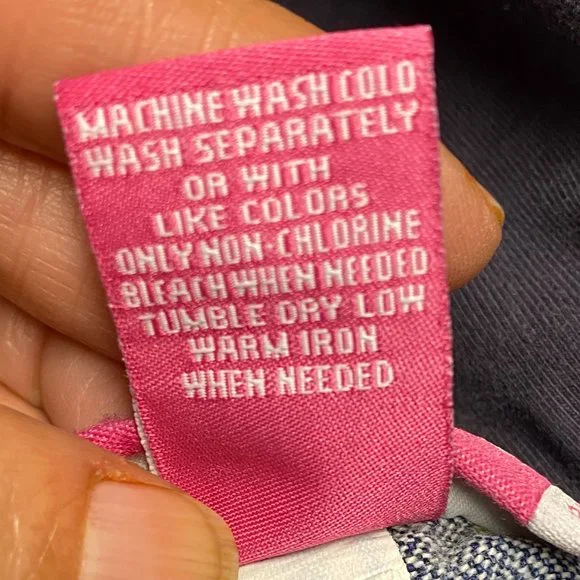 MACHINE WASH COLD
WASH SEPARATELY
OR WITH
LIKE COLORS
ONLY NON-CHLORINE
BLEACH WHEN NEEDED
TUMBLE DRY LOW
WARM IRON
WHEN NEEDED